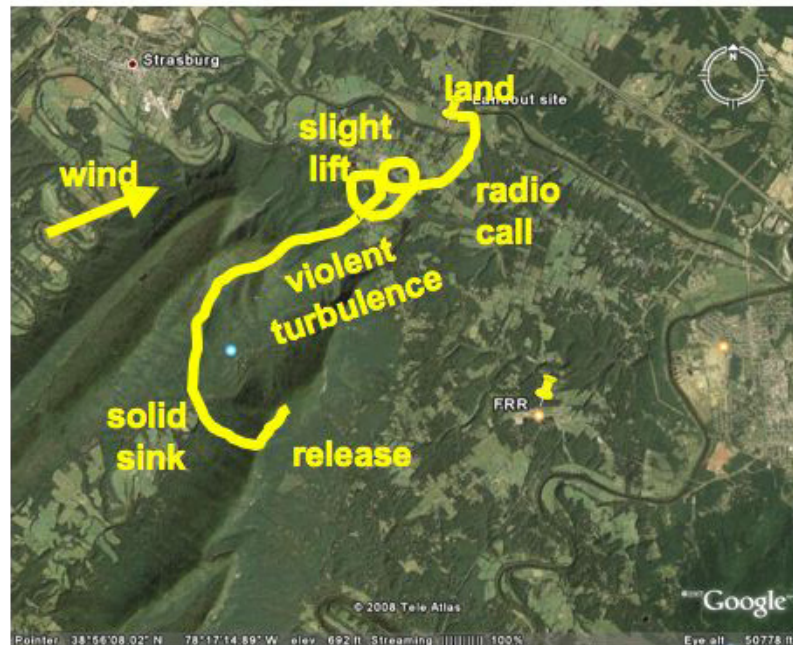 Strasburg
land
Landout site
N
slight
lift
wind
radio
call
violent
turbulence
FRR
solid
sink
release
© 2008 Tele Atlas
Google
Pointer 38°56'08.02" N 78°17'14.89" W elev 692 ft Streaming |||||||||| 100% Eye alt 50778 ft